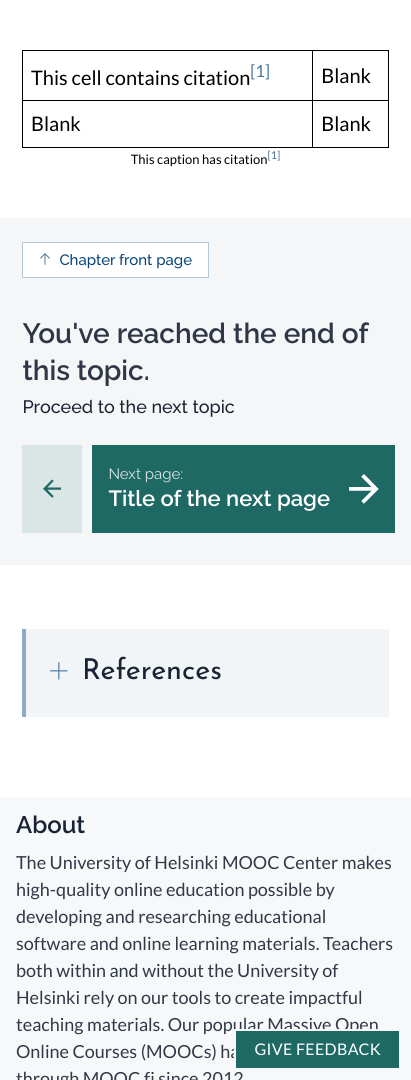 This cell contains citation[1] Blank
Blank Blank
This caption has citation[1]
↑ Chapter front page
You've reached the end of
this topic.
Proceed to the next topic
← Next page:
Title of the next page →
+ References
About
The University of Helsinki MOOC Center makes
high-quality online education possible by
developing and researching educational
software and online learning materials. Teachers
both within and without the University of
Helsinki rely on our tools to create impactful
teaching materials. Our popular Massive Open
Online Courses (MOOCs)
GIVE FEEDBACK
through MOOC.fi since 2012.